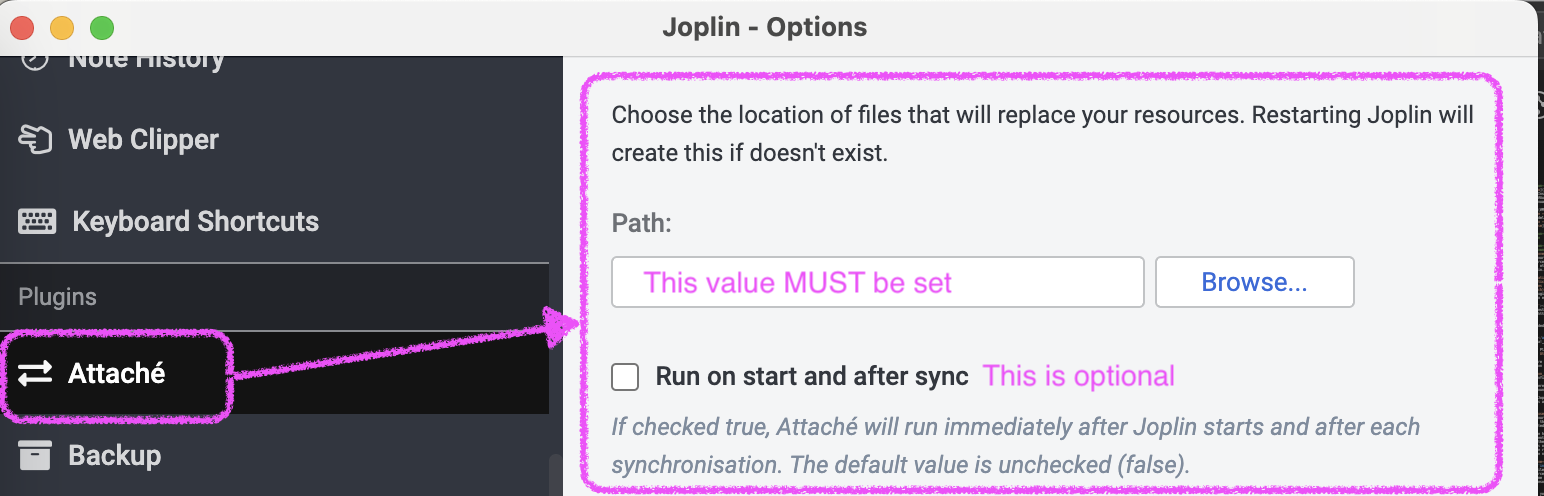 Joplin - Options
Note History
Web Clipper
Keyboard Shortcuts
Plugins
Attaché
Backup
Choose the location of files that will replace your resources. Restarting Joplin will
create this if doesn't exist.
Path:
This value MUST be set
Browse...
Run on start and after sync This is optional
If checked true, Attaché will run immediately after Joplin starts and after each
synchronisation. The default value is unchecked (false).